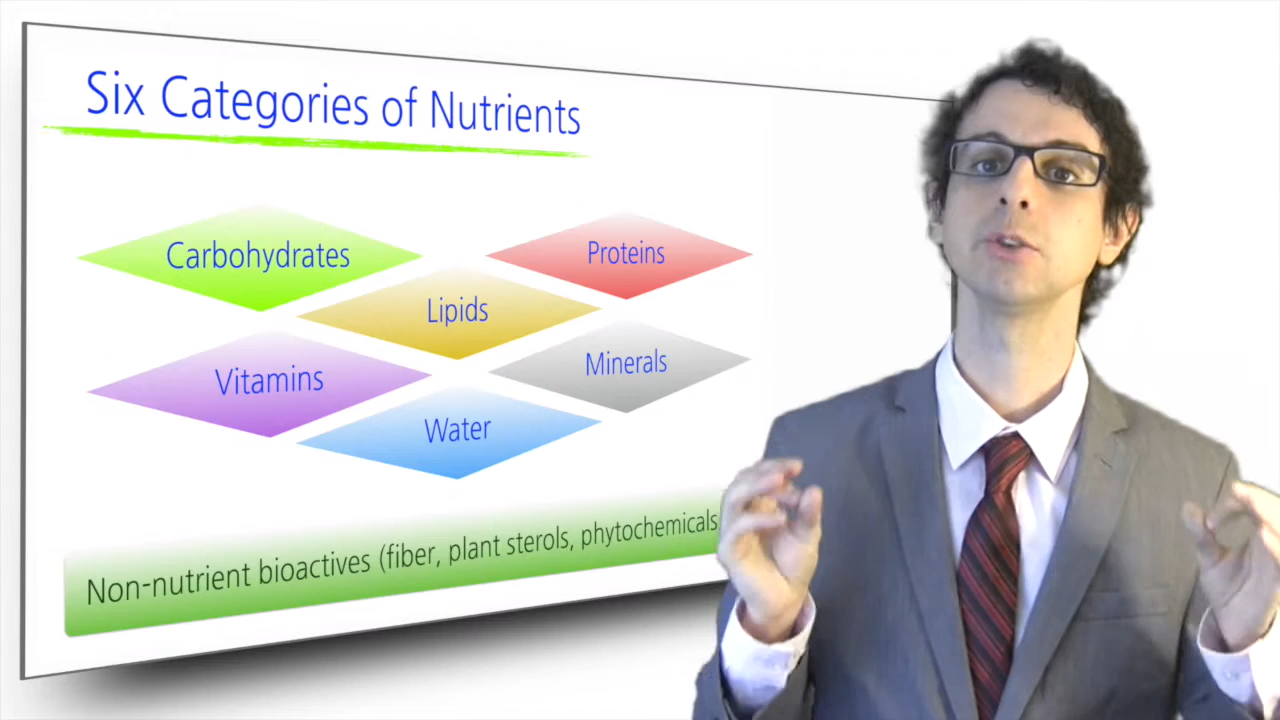 Six Categories of Nutrients
Carbohydrates
Proteins
Lipids
Vitamins
Minerals
Water
Non-nutrient bioactives (fiber, plant sterols, phytochemicals